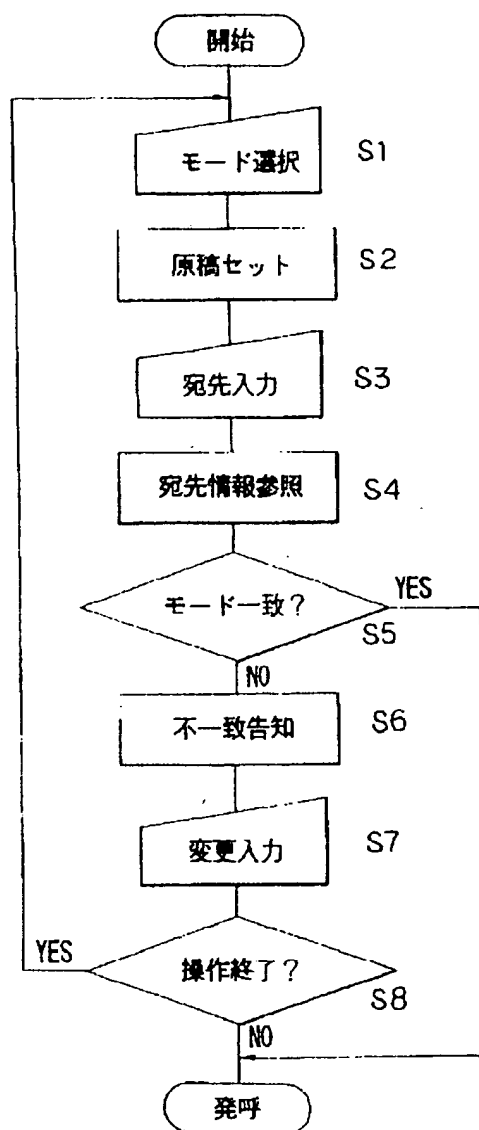 開始
モード選択 S1
原稿セット S2
宛先入力 S3
宛先情報参照 S4
モード一致? YES
S5
NO
不一致告知 S6
変更入力 S7
YES 操作終了?
S8
NO
発呼